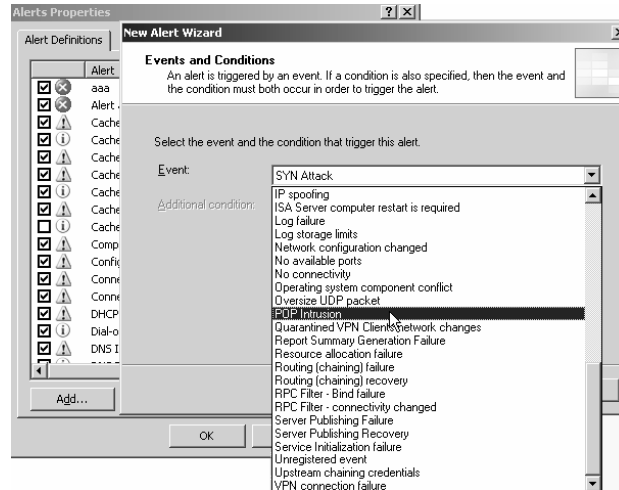 Alerts Properties
Alert Definitions
Alert
aaa
Alert
Cache
Cache
Cache
Cache
Cache
Cache
Cache
Comp
Config
Conne
Conne
DHCP
Dial-o
DNS I
Add...
OK
New Alert Wizard
Events and Conditions
An alert is triggered by an event. If a condition is also specified, then the event and
the condition must both occur in order to trigger the alert.
Select the event and the condition that trigger this alert.
Event:
SYN Attack
Additional condition:
IP spoofing
ISA Server computer restart is required
Log failure
Log storage limits
Network configuration changed
No available ports
No connectivity
Operating system component conflict
Oversize UDP packet
POP Intrusion
Quarantined VPN Clients network changes
Report Summary Generation Failure
Resource allocation failure
Routing (chaining) failure
Routing (chaining) recovery
RPC Filter - Bind failure
RPC Filter - connectivity changed
Server Publishing Failure
Server Publishing Recovery
Service Initialization failure
Unregistered event
Upstream chaining credentials
VPN connection failure